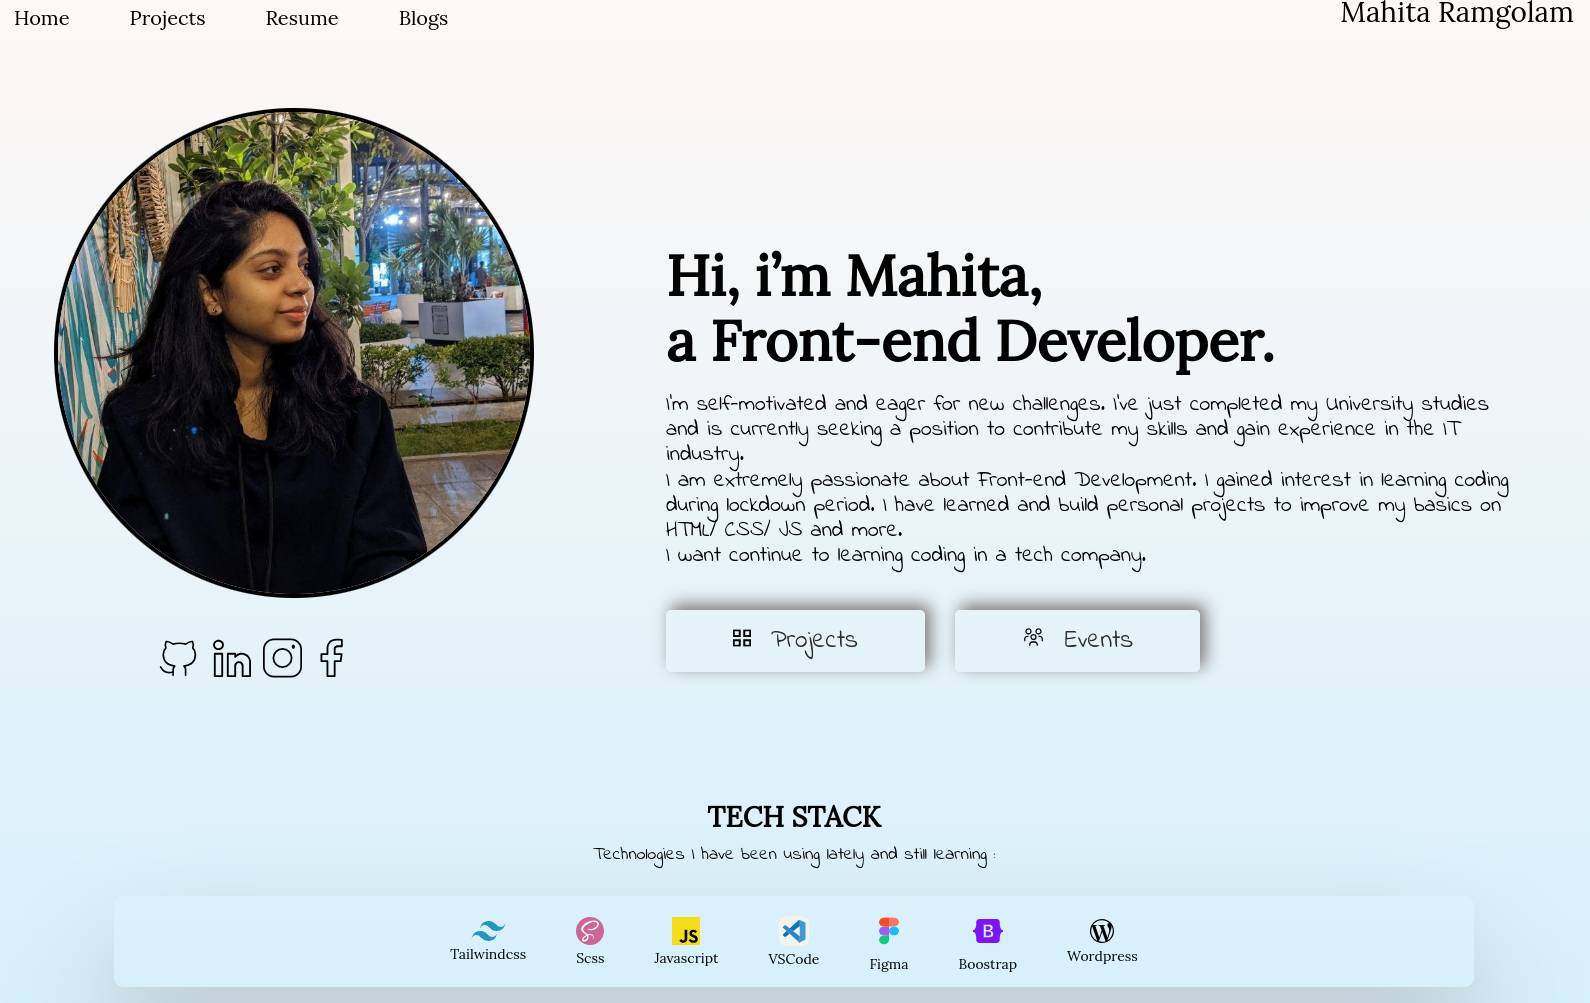 Home Projects Resume Blogs Mahita Ramgolam
Hi, i’m Mahita,
a Front-end Developer.
I'm self-motivated and eager for new challenges. I've just completed my University studies
and is currently seeking a position to contribute my skills and gain experience in the IT
industry.
I am extremely passionate about Front-end Development. I gained interest in learning coding
during lockdown period. I have learned and build personal projects to improve my basics on
HTML/ CSS/ JS and more.
I want continue to learning coding in a tech company.
Projects Events
TECH STACK
Technologies I have been using lately and still learning :
JS B
Tailwindcss Scss Javascript VSCode Figma Boostrap Wordpress